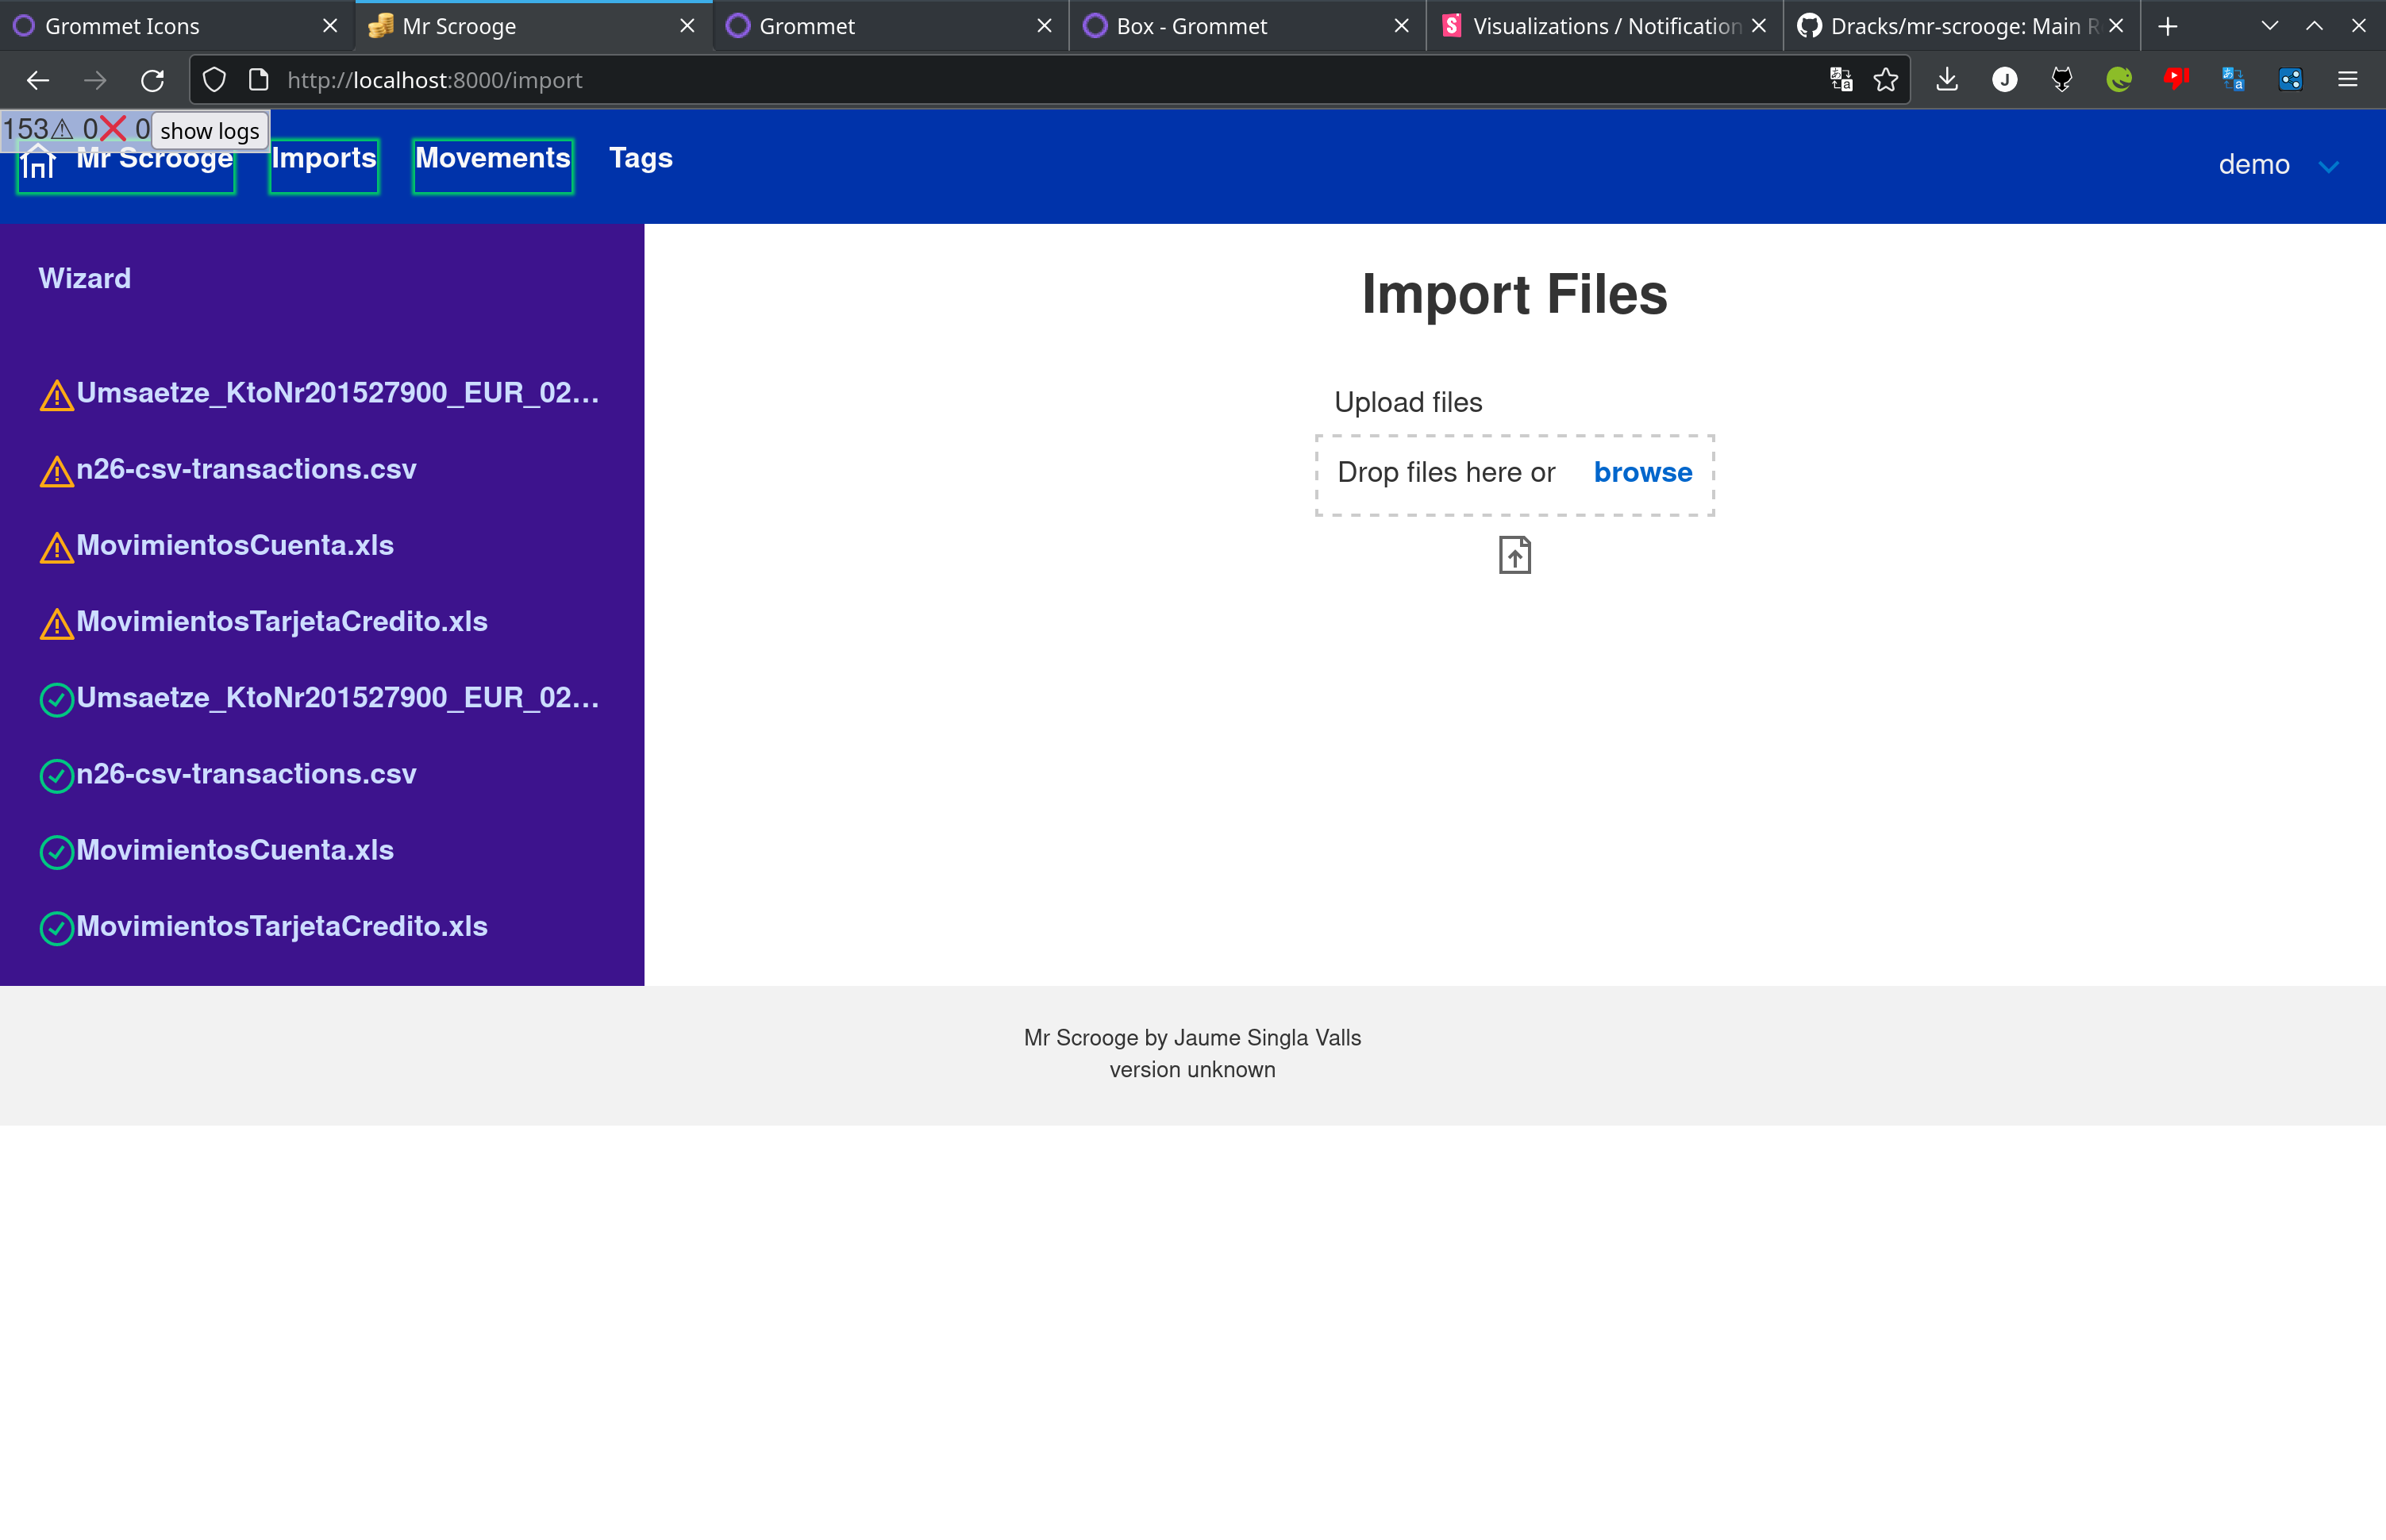 Grommet Icons
Mr Scrooge
Grommet
Box - Grommet
Visualizations / Notification
Dracks/mr-scrooge: Main R
http://localhost:8000/import
153⚠ 0❌ 0 show logs
Mr Scrooge
Imports
Movements
Tags
demo
Wizard
Umsaetze_KtoNr201527900_EUR_02...
n26-csv-transactions.csv
MovimientosCuenta.xls
MovimientosTarjetaCredito.xls
Umsaetze_KtoNr201527900_EUR_02...
n26-csv-transactions.csv
MovimientosCuenta.xls
MovimientosTarjetaCredito.xls
Import Files
Upload files
Drop files here or browse
Mr Scrooge by Jaume Singla Valls
version unknown